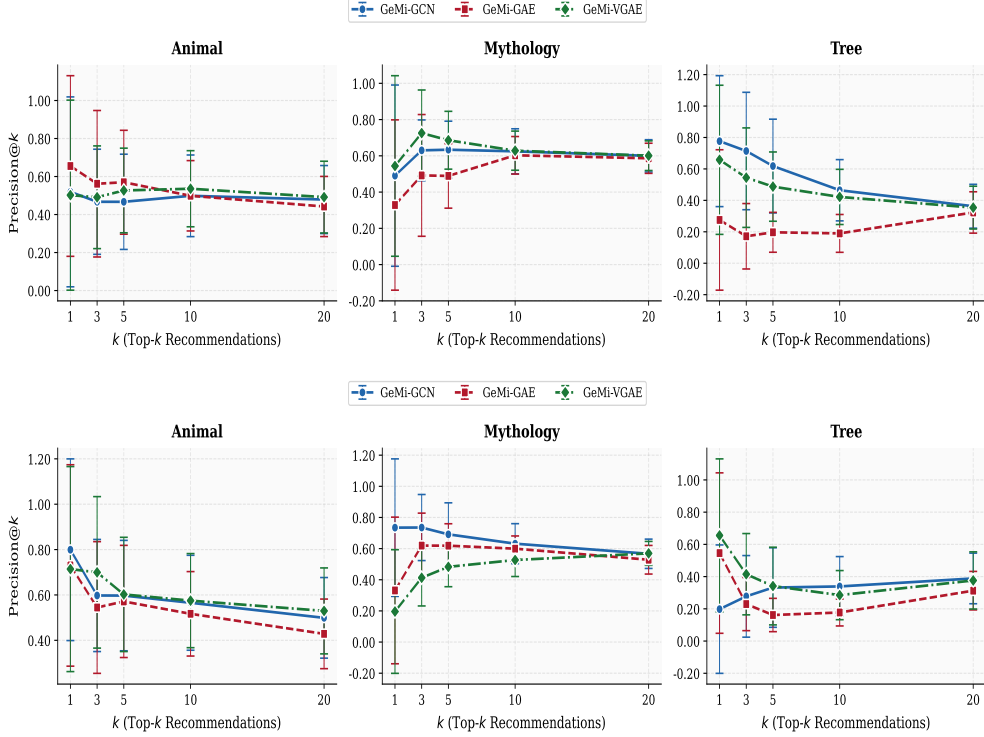 GeMi-GCN GeMi-GAE GeMi-VGAE
Animal Mythology Tree
Precision@k
1.00
0.80
0.60
0.40
0.20
0.00
1 3 5 10 20
k (Top-k Recommendations)
1.00
0.80
0.60
0.40
0.20
0.00
-0.20
1 3 5 10 20
k (Top-k Recommendations)
1.20
1.00
0.80
0.60
0.40
0.20
0.00
-0.20
1 3 5 10 20
k (Top-k Recommendations)
GeMi-GCN GeMi-GAE GeMi-VGAE
Animal Mythology Tree
Precision@k
1.20
1.00
0.80
0.60
0.40
1 3 5 10 20
k (Top-k Recommendations)
1.20
1.00
0.80
0.60
0.40
0.20
0.00
-0.20
1 3 5 10 20
k (Top-k Recommendations)
1.00
0.80
0.60
0.40
0.20
0.00
-0.20
1 3 5 10 20
k (Top-k Recommendations)